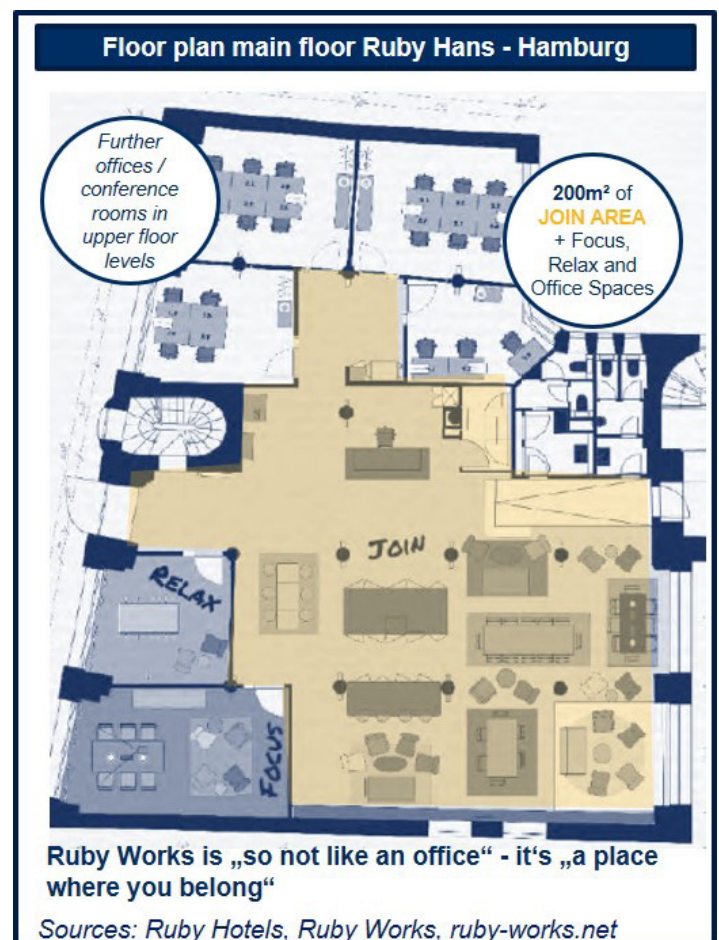 Floor plan main floor Ruby Hans - Hamburg
Further
offices /
conference
rooms in
upper floor
levels
200m² of
JOIN AREA
+ Focus,
Relax and
Office Spaces
JOIN
RELAX
FOCUS
Ruby Works is „so not like an office“ - it‘s „a place
where you belong“
Sources: Ruby Hotels, Ruby Works, ruby-works.net